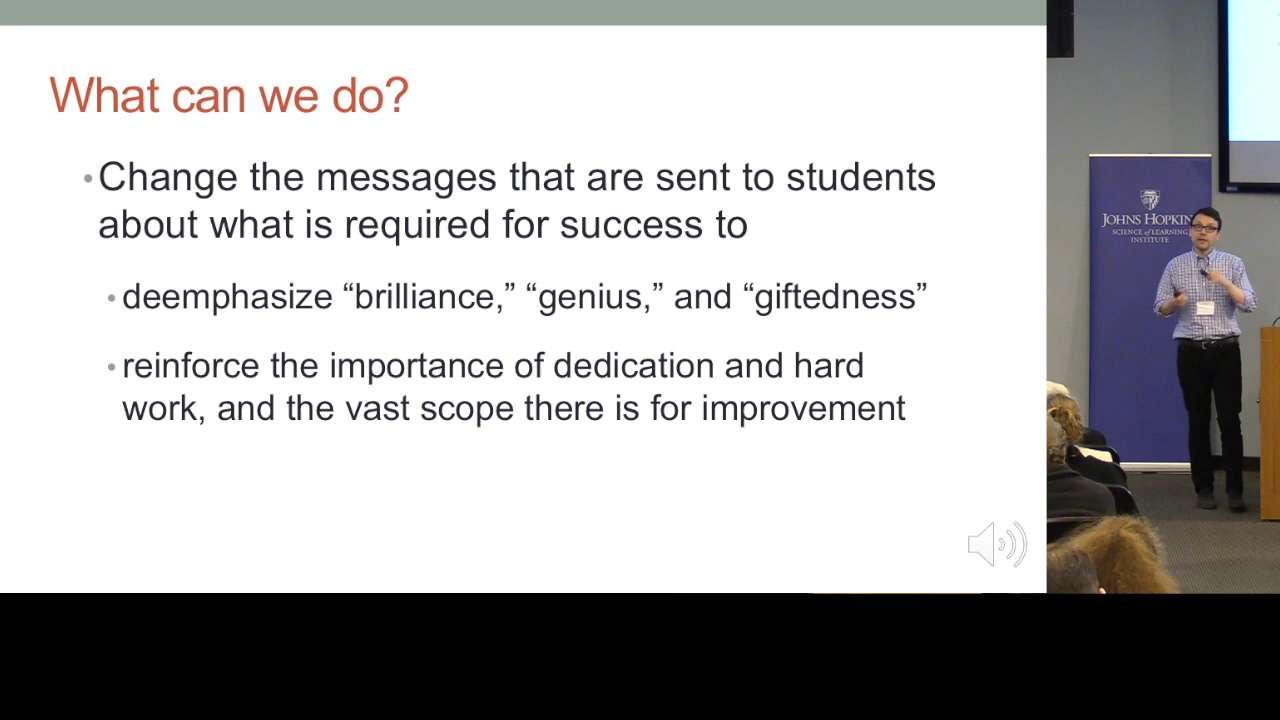 What can we do?
•Change the messages that are sent to students
about what is required for success to
•deemphasize “brilliance,” “genius,” and “giftedness”
•reinforce the importance of dedication and hard
work, and the vast scope there is for improvement
JOHNS HOPKIN
SCIENCE of LEARNING
INSTITUTE